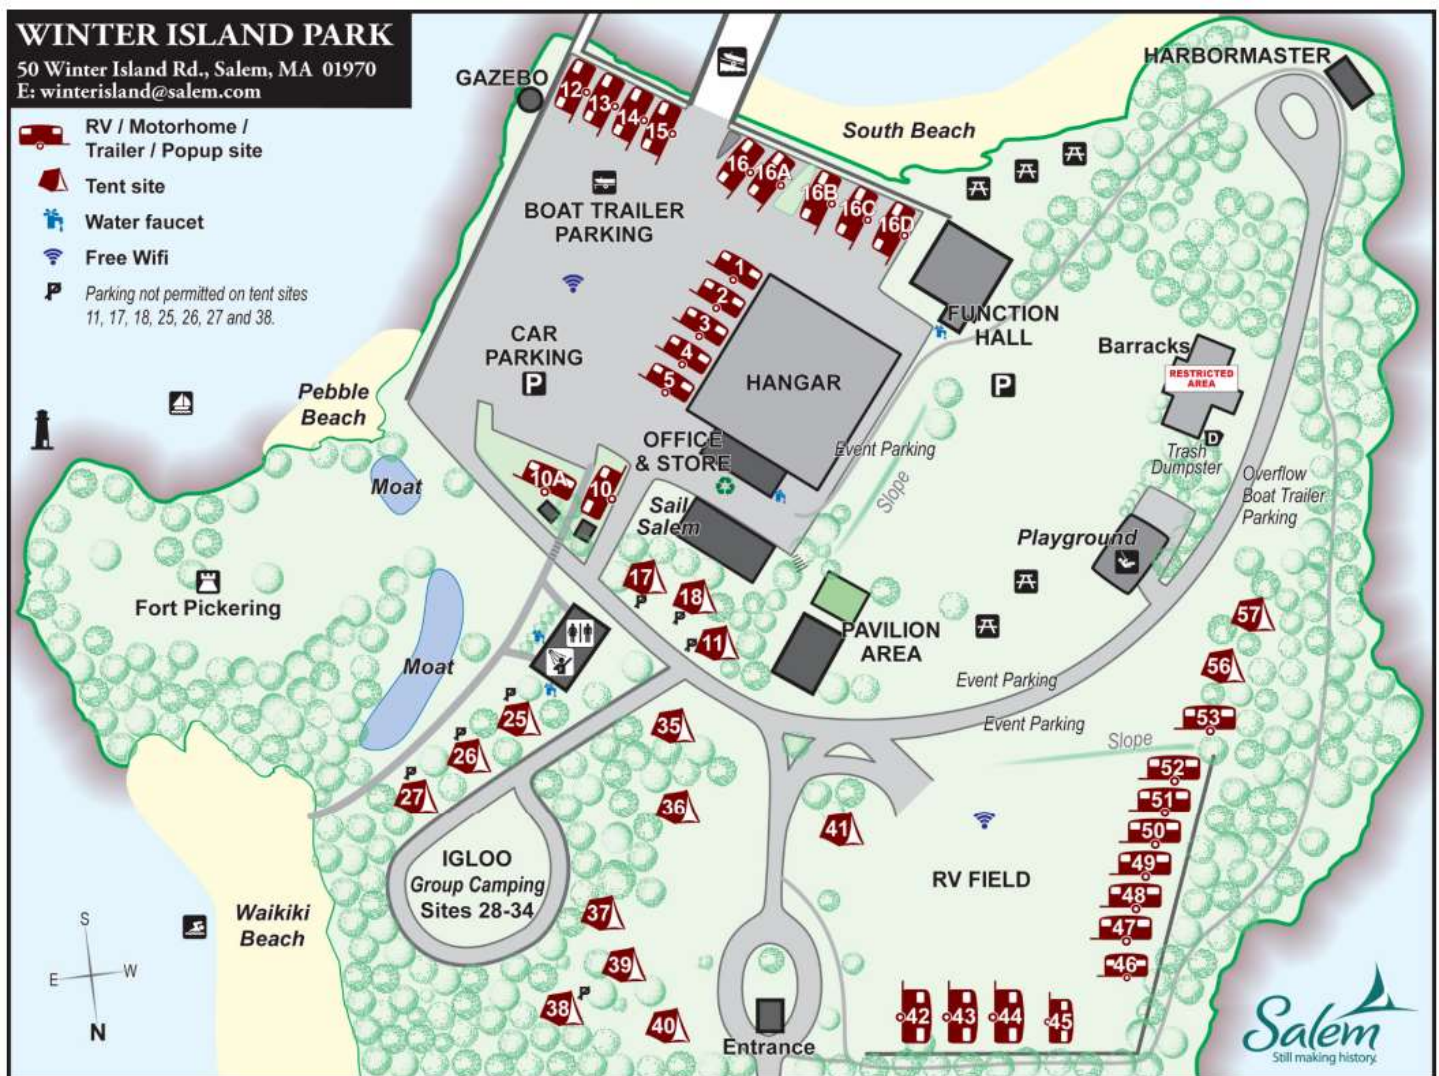 WINTER ISLAND PARK
50 Winter Island Rd., Salem, MA 01970
E: winterisland@salem.com
RV / Motorhome /
Trailer / Popup site
Tent site
Water faucet
Free Wifi
P
Parking not permitted on tent sites
11, 17, 18, 25, 26, 27 and 38.
GAZEBO
12
13
14
15
HARBORMASTER
South Beach
16
16A
16B
16C
16D
BOAT TRAILER
PARKING
1
2
3
4
5
CAR
PARKING
P
HANGAR
FUNCTION
HALL
P
Barracks
RESTRICTED
AREA
D
Trash
Dumpster
Pebble
Beach
OFFICE
& STORE
Event Parking
Slope
Overflow
Boat Trailer
Parking
Moat
10A
10
Sail
Salem
Playground
Fort Pickering
17
P
18
P
11
P
PAVILION
AREA
57
56
53
Moat
Event Parking
Event Parking
Slope
25
P
26
P
27
P
35
36
41
52
51
50
49
48
47
46
RV FIELD
IGLOO
Group Camping
Sites 28-34
Waikiki
Beach
37
39
38
P
40
42
43
44
45
Entrance
S
E
W
N
Salem
Still making history.